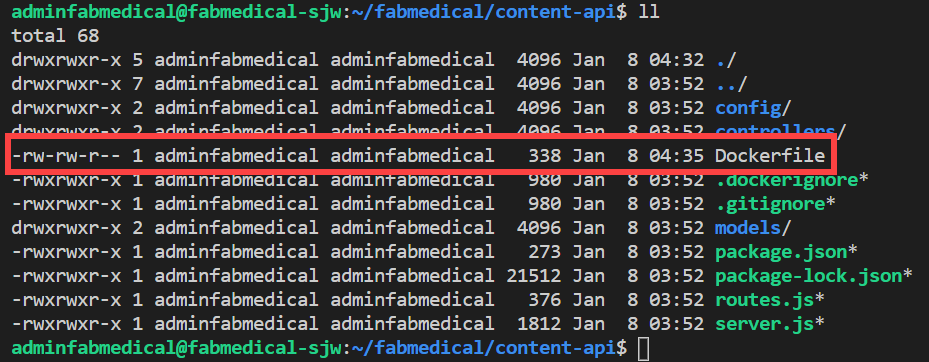 adminfabmedical@fabmedical-sjw:~/fabmedical/content-api$ ll
total 68
drwxrwxr-x 5 adminfabmedical adminfabmedical  4096 Jan  8 04:32 ./
drwxrwxr-x 7 adminfabmedical adminfabmedical  4096 Jan  8 03:52 ../
drwxrwxr-x 2 adminfabmedical adminfabmedical  4096 Jan  8 03:52 config/
drwxrwxr-x 2 adminfabmedical adminfabmedical  4096 Jan  8 03:52 controllers/
-rw-rw-r-- 1 adminfabmedical adminfabmedical   338 Jan  8 04:35 Dockerfile
-rwxrwxr-x 1 adminfabmedical adminfabmedical   980 Jan  8 03:52 .dockerignore*
-rwxrwxr-x 1 adminfabmedical adminfabmedical   980 Jan  8 03:52 .gitignore*
drwxrwxr-x 2 adminfabmedical adminfabmedical  4096 Jan  8 03:52 models/
-rwxrwxr-x 1 adminfabmedical adminfabmedical   273 Jan  8 03:52 package.json*
-rwxrwxr-x 1 adminfabmedical adminfabmedical 21512 Jan  8 03:52 package-lock.json*
-rwxrwxr-x 1 adminfabmedical adminfabmedical   376 Jan  8 03:52 routes.js*
-rwxrwxr-x 1 adminfabmedical adminfabmedical  1812 Jan  8 03:52 server.js*
adminfabmedical@fabmedical-sjw:~/fabmedical/content-api$